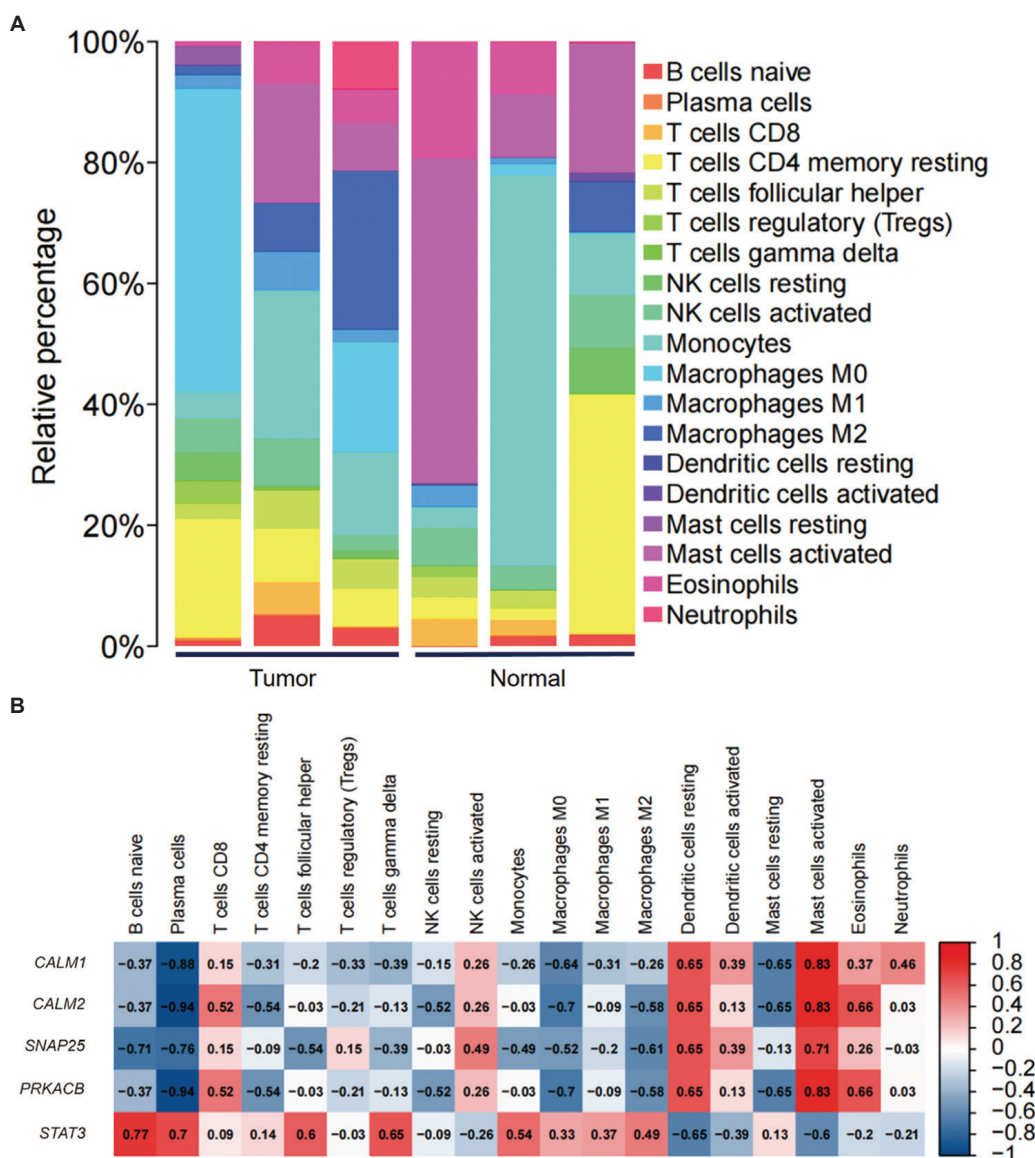 A
100%
80%
60%
40%
20%
0%
Relative percentage
Tumor
Normal
B cells naive
Plasma cells
T cells CD8
T cells CD4 memory resting
T cells follicular helper
T cells regulatory (Tregs)
T cells gamma delta
NK cells resting
NK cells activated
Monocytes
Macrophages M0
Macrophages M1
Macrophages M2
Dendritic cells resting
Dendritic cells activated
Mast cells resting
Mast cells activated
Eosinophils
Neutrophils
B
B cells naive
Plasma cells
T cells CD8
T cells CD4 memory resting
T cells follicular helper
T cells regulatory (Tregs)
T cells gamma delta
NK cells resting
NK cells activated
Monocytes
Macrophages M0
Macrophages M1
Macrophages M2
Dendritic cells resting
Dendritic cells activated
Mast cells resting
Mast cells activated
Eosinophils
Neutrophils
CALM1 −0.37 −0.88 0.15 −0.31 −0.2 −0.33 −0.39 −0.15 0.26 −0.26 −0.64 −0.31 −0.26 0.65 0.39 −0.65 0.83 0.37 0.46
CALM2 −0.37 −0.94 0.52 −0.54 −0.03 −0.21 −0.13 −0.52 0.26 −0.03 −0.7 −0.09 −0.58 0.65 0.13 −0.65 0.83 0.66 0.03
SNAP25 −0.71 −0.76 0.15 −0.09 −0.54 0.15 −0.39 −0.03 0.49 −0.49 −0.52 −0.2 −0.61 0.65 0.39 −0.13 0.71 0.26 −0.03
PRKACB −0.37 −0.94 0.52 −0.54 −0.03 −0.21 −0.13 −0.52 0.26 −0.03 −0.7 −0.09 −0.58 0.65 0.13 −0.65 0.83 0.66 0.03
STAT3 0.77 0.7 0.09 0.14 0.6 −0.03 0.65 −0.09 −0.26 0.54 0.33 0.37 0.49 −0.65 −0.39 0.13 −0.6 −0.2 −0.21
1
0.8
0.6
0.4
0.2
0
−0.2
−0.4
−0.6
−0.8
−1